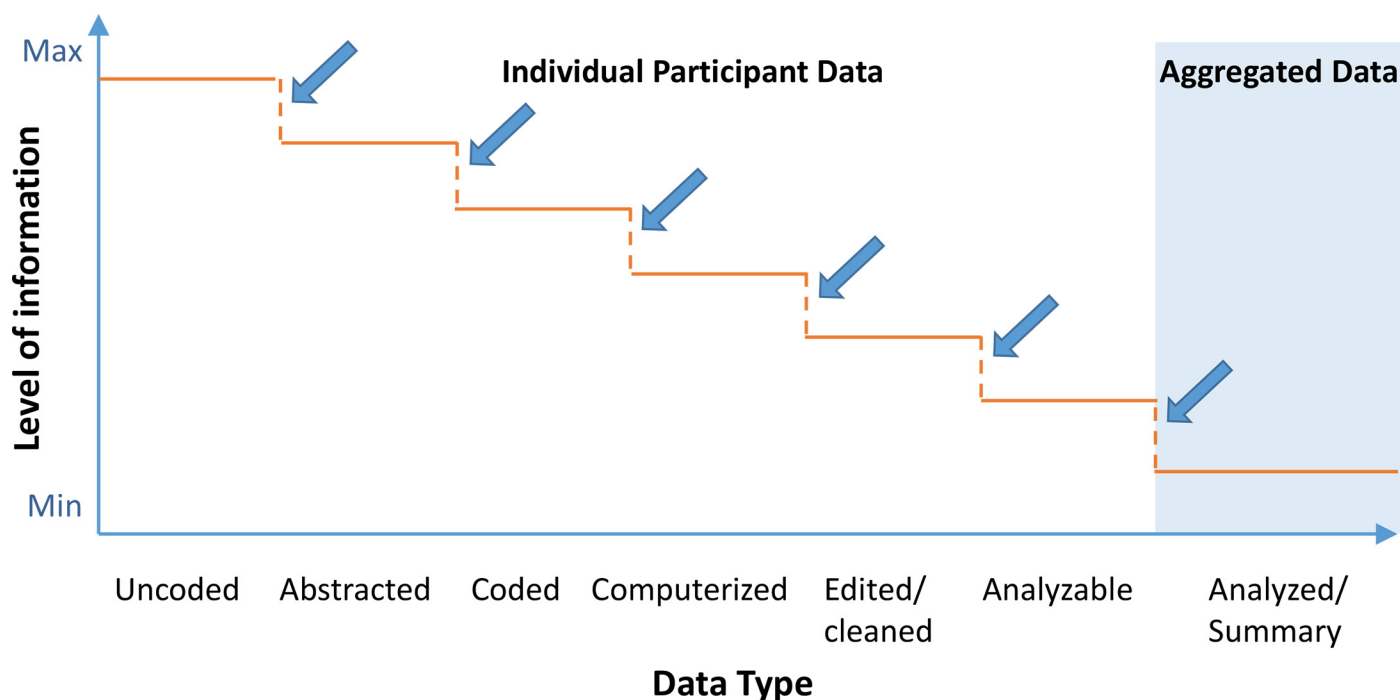 Max
Individual Participant Data
Aggregated Data
Level of information
Min
Uncoded
Abstracted
Coded
Computerized
Edited/
cleaned
Analyzable
Analyzed/
Summary
Data Type